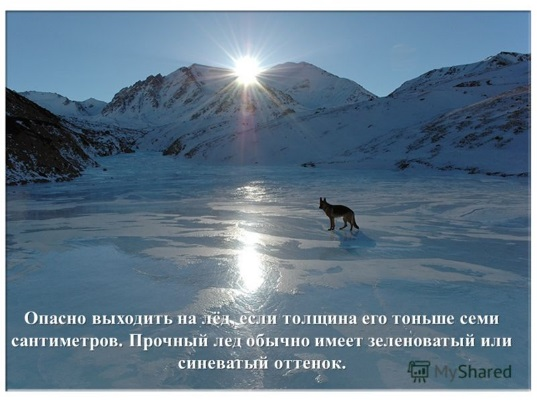 Опасно выходить на лёд, если толщина его тоньше семи
сантиметров. Прочный лед обычно имеет зеленоватый или
синеватый оттенок.
MyShared